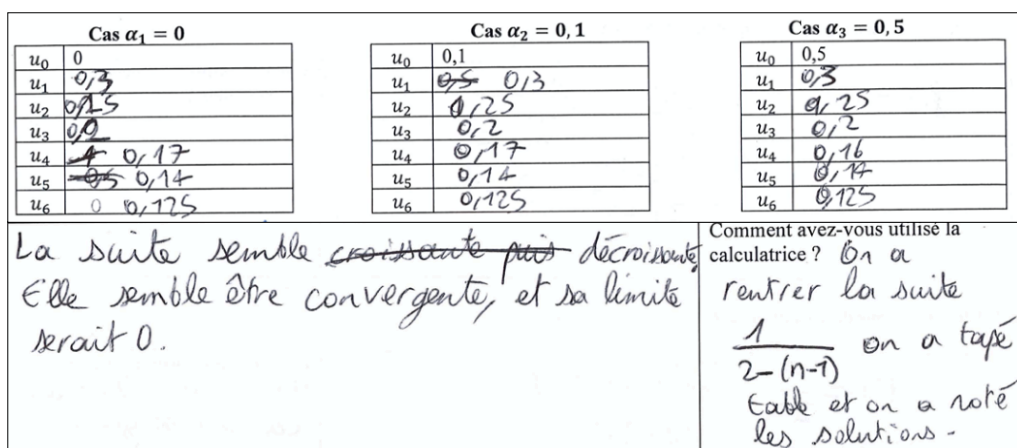 Cas α₁ = 0
u₀ 0
u₁ 0,3
u₂ 0,25
u₃ 0,2
u₄ 0,17
u₅ 0,14
u₆ 0 0,125
Cas α₂ = 0,1
u₀ 0,1
u₁ 0,5 0,3
u₂ 0,25
u₃ 0,2
u₄ 0,17
u₅ 0,14
u₆ 0,125
Cas α₃ = 0,5
u₀ 0,5
u₁ 0,3
u₂ 0,25
u₃ 0,2
u₄ 0,16
u₅ 0,14
u₆ 0,125
La suite semble croissante puis décroissante,
Elle semble être convergente, et sa limite
serait 0.
Comment avez-vous utilisé la
calculatrice ? On a
rentrer la suite
1/(2-(n-1)) on a tapé
table et on a noté
les solutions -